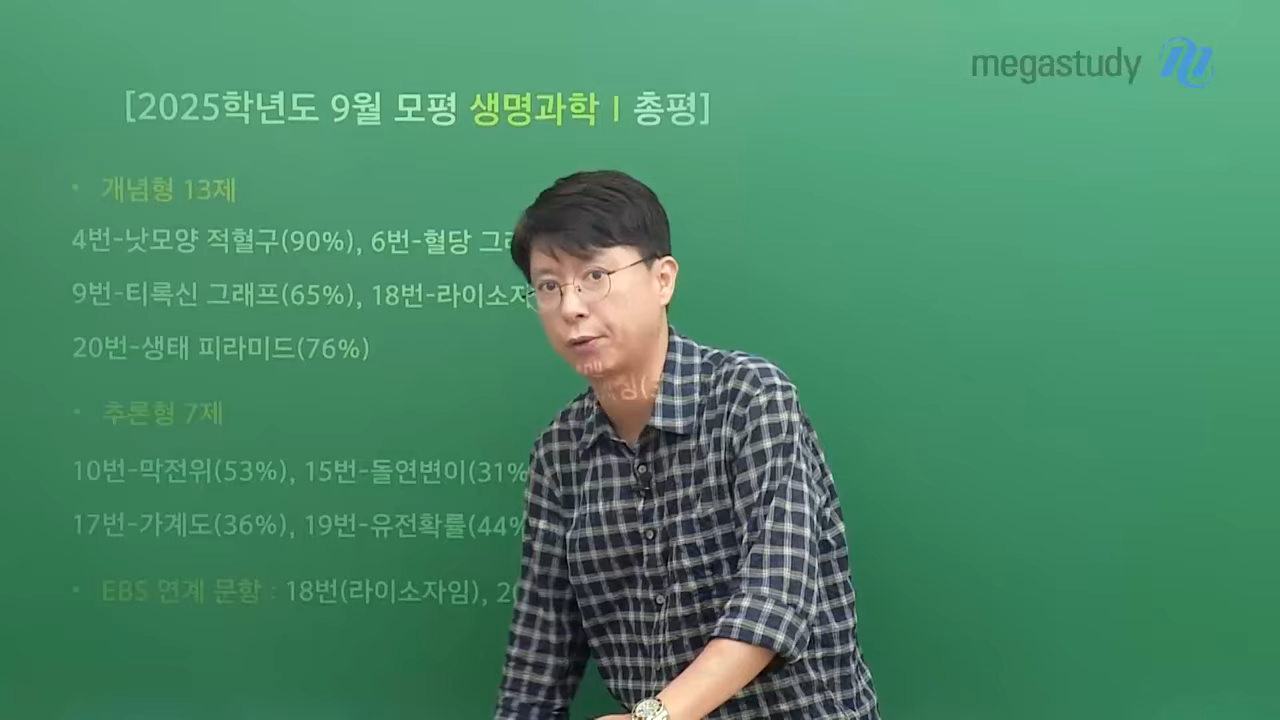 megastudy
[2025학년도 9월 모평 생명과학 I 총평]
• 개념형 13제
4번-낫모양 적혈구(90%), 6번-혈당
9번-티록신 그래프(65%), 18번-라이소자
20번-생태 피라미드(76%)
• 추론형 7제
10번-막전위(53%), 15번-돌연변이(31%
17번-가계도(36%), 19번-유전확률(44%
• EBS 연계 문항 : 18번(라이소자임),